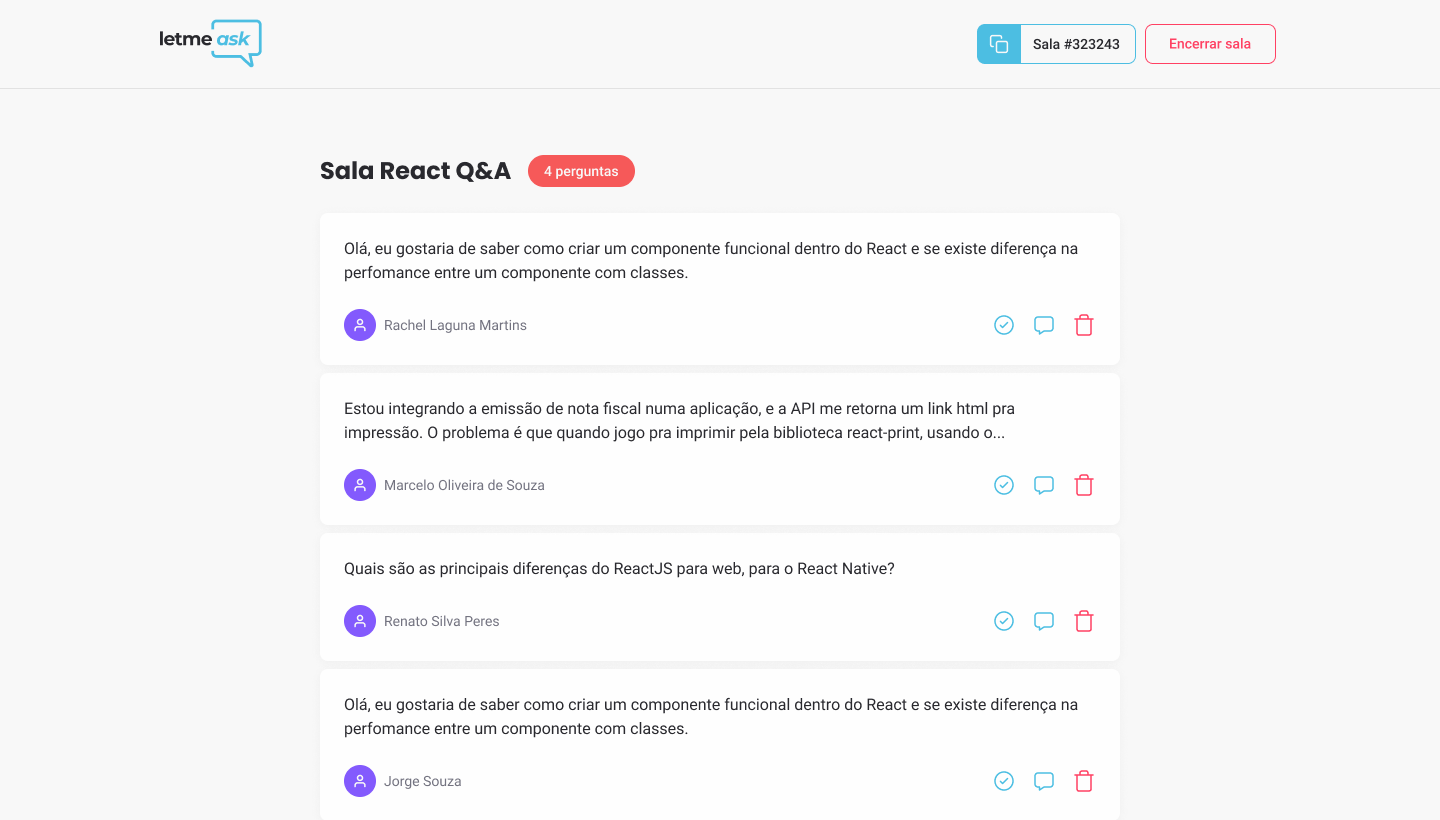 letmeask
Sala #323243
Encerrar sala
Sala React Q&A
4 perguntas
Olá, eu gostaria de saber como criar um componente funcional dentro do React e se existe diferença na
perfomance entre um componente com classes.
Rachel Laguna Martins
Estou integrando a emissão de nota fiscal numa aplicação, e a API me retorna um link html pra
impressão. O problema é que quando jogo pra imprimir pela biblioteca react-print, usando o...
Marcelo Oliveira de Souza
Quais são as principais diferenças do ReactJS para web, para o React Native?
Renato Silva Peres
Olá, eu gostaria de saber como criar um componente funcional dentro do React e se existe diferença na
perfomance entre um componente com classes.
Jorge Souza